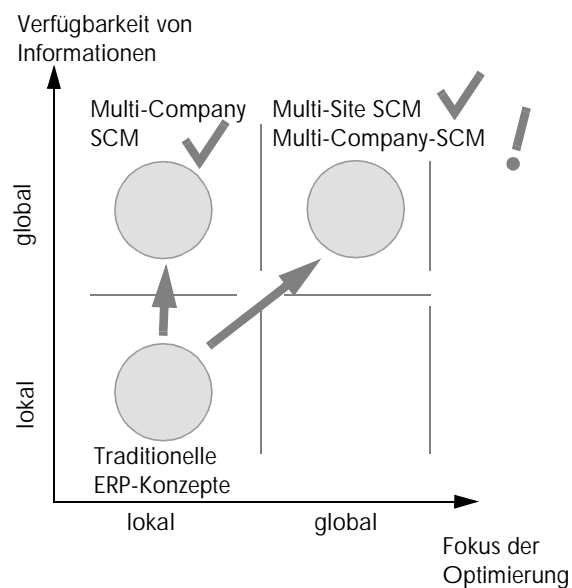 Verfügbarkeit von
Informationen
Multi-Company
SCM
Multi-Site SCM
Multi-Company-SCM
global
lokal
Traditionelle
ERP-Konzepte
lokal
global
Fokus der
Optimierung